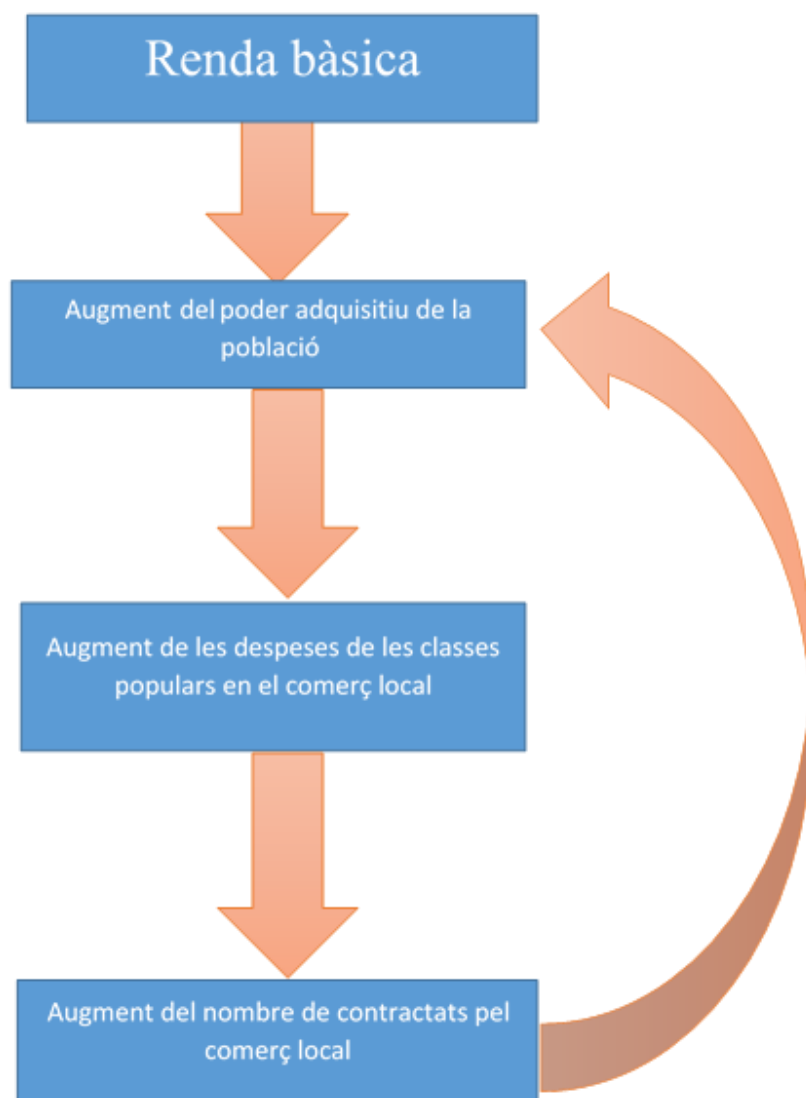 Renda bàsica
Augment del poder adquisitiu de la
població
Augment de les despeses de les classes
populars en el comerç local
Augment del nombre de contractats pel
comerç local